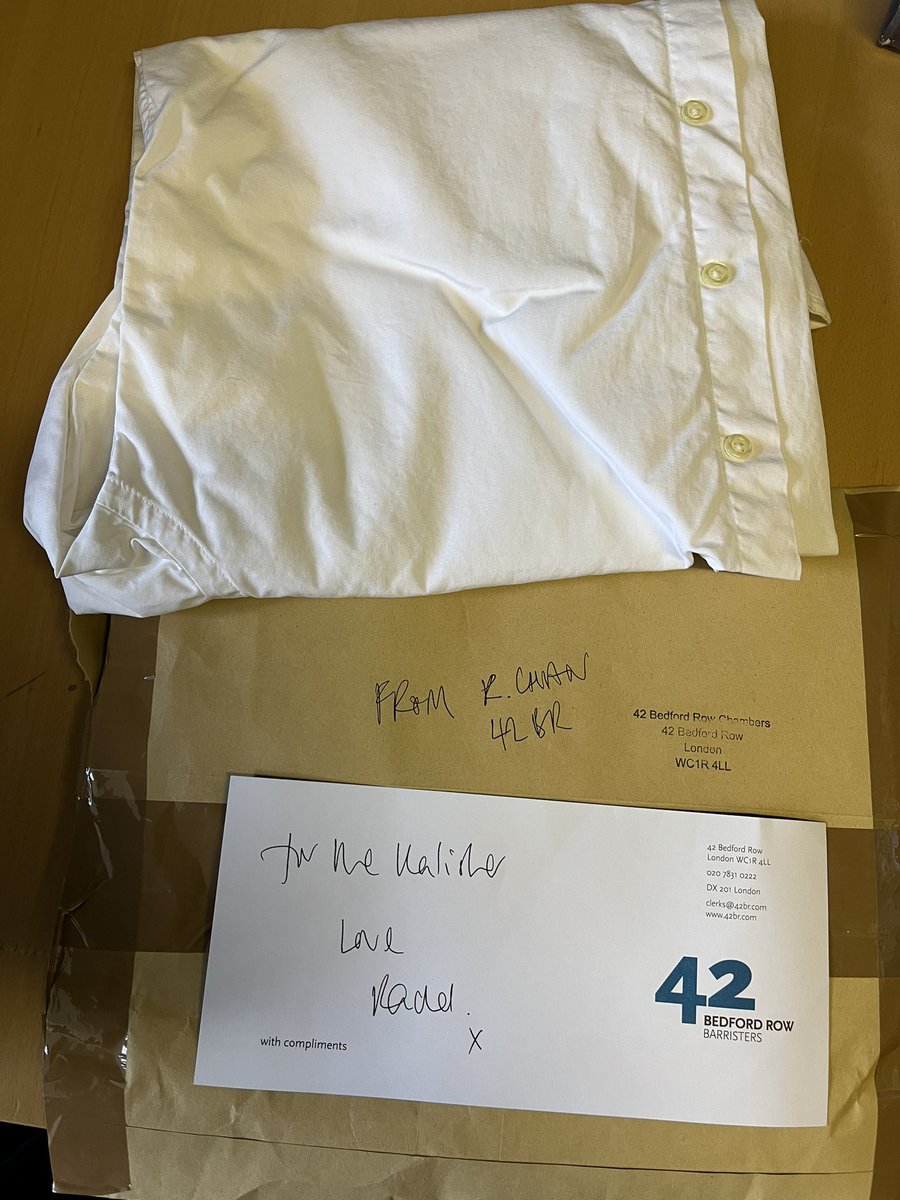 FROM R. CHAN
42 BR
42 Bedford Row Chambers
42 Bedford Row
London
WC1R 4LL
for the Kalisher
Love
x
with compliments
42 Bedford Row
London WC1R 4LL
020 7831 0222
DX 201 London
clerks@42br.com
www.42br.com
42
BEDFORD ROW
BARRISTERS